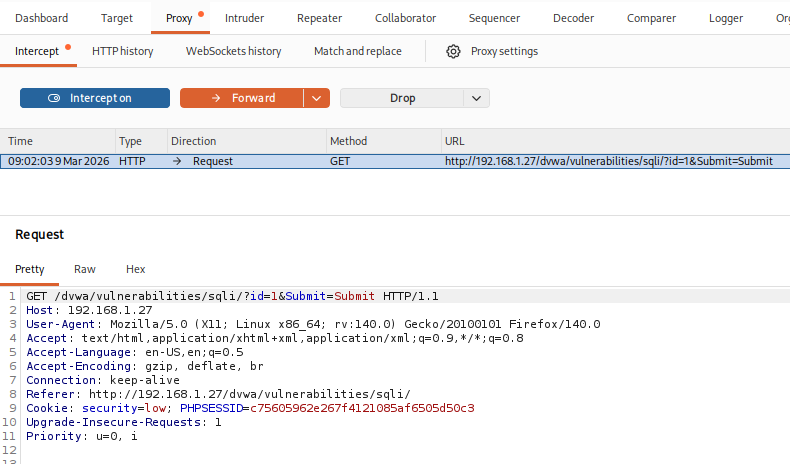 Dashboard Target Proxy Intruder Repeater Collaborator Sequencer Decoder Comparer Logger
Intercept HTTP history WebSockets history Match and replace Proxy settings
Intercept on Forward Drop
Time Type Direction Method URL
09:02:03 9 Mar 2026 HTTP Request GET http://192.168.1.27/dvwa/vulnerabilities/sqli/?id=1&Submit=Submit
Request
Pretty Raw Hex
1 GET /dvwa/vulnerabilities/sqli/?id=1&Submit=Submit HTTP/1.1
2 Host: 192.168.1.27
3 User-Agent: Mozilla/5.0 (X11; Linux x86_64; rv:140.0) Gecko/20100101 Firefox/140.0
4 Accept: text/html,application/xhtml+xml,application/xml;q=0.9,*/*;q=0.8
5 Accept-Language: en-US,en;q=0.5
6 Accept-Encoding: gzip, deflate, br
7 Connection: keep-alive
8 Referer: http://192.168.1.27/dvwa/vulnerabilities/sqli/
9 Cookie: security=low; PHPSESSID=c75605962e267f4121085af6505d50c3
10 Upgrade-Insecure-Requests: 1
11 Priority: u=0, i
12